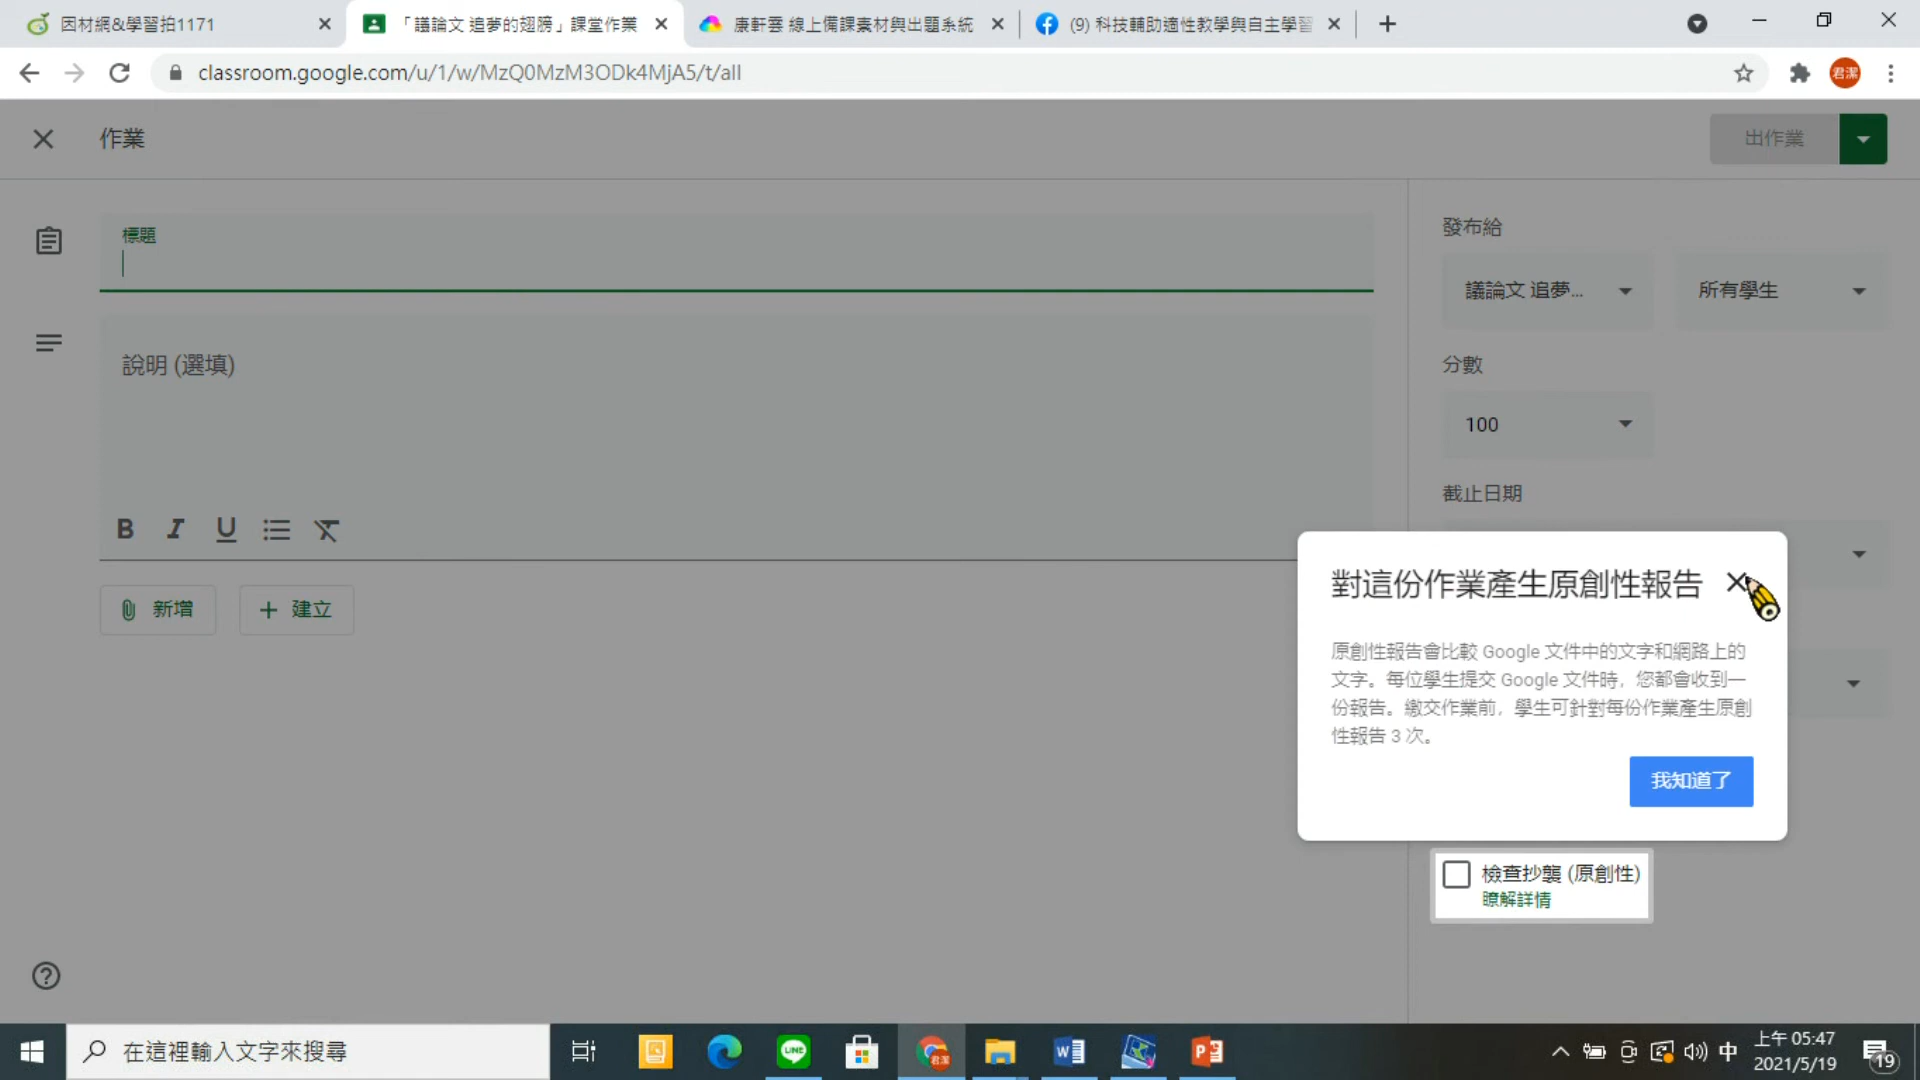 因材網&學習拍1171
「議論文 追夢的翅膀」課堂作業
康軒雲 線上備課素材與出題系統
(9) 科技輔助適性教學與自主學習
君潔
classroom.google.com/u/1/w/MzQ0MzM3ODk4MjA5/t/all
作業
出作業
標題
說明 (選填)
B I U
新增
建立
發布給
議論文 追夢...
所有學生
分數
100
截止日期
對這份作業產生原創性報告
原創性報告會比較 Google 文件中的文字和網路上的
文字。每位學生提交 Google 文件時，您都會收到一
份報告。繳交作業前，學生可針對每份作業產生原創
性報告 3 次。
我知道了
檢查抄襲 (原創性)
瞭解詳情
在這裡輸入文字來搜尋
LINE
君潔
中
上午 05:47
2021/5/19
19